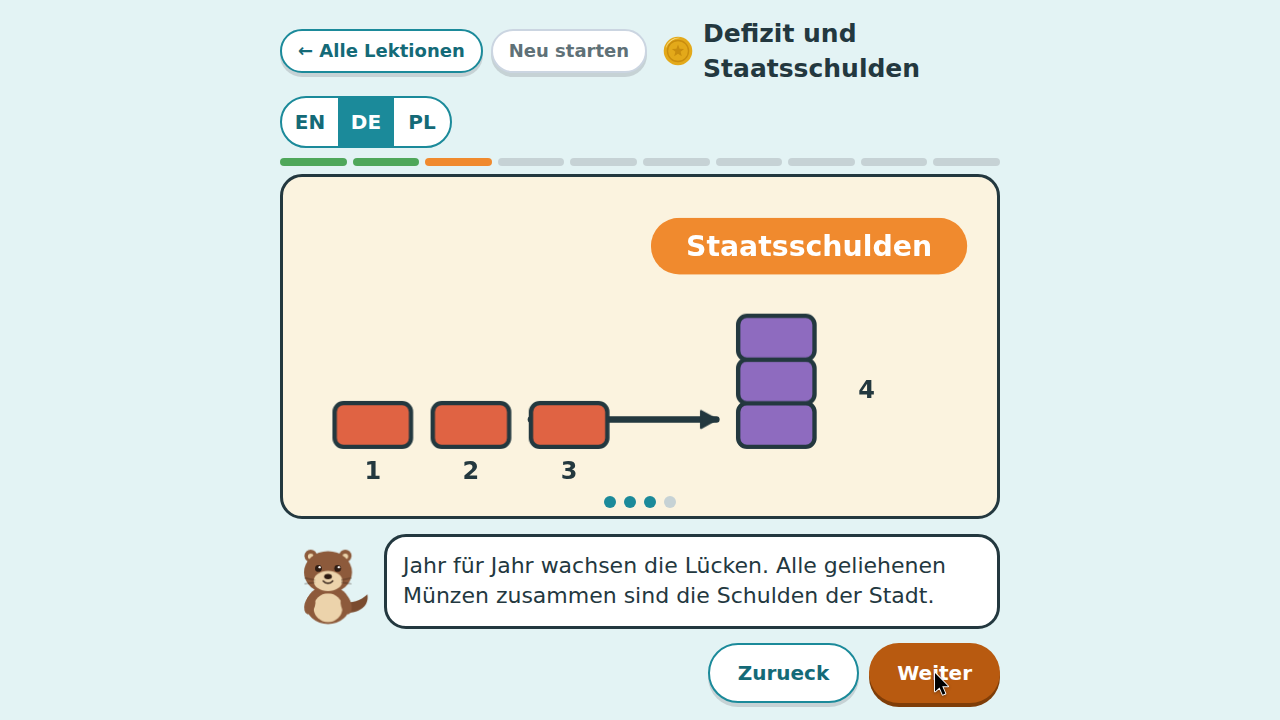 ← Alle Lektionen
Neu starten
Defizit und
Staatsschulden
EN DE PL
Staatsschulden
4
1 2 3
Jahr für Jahr wachsen die Lücken. Alle geliehenen
Münzen zusammen sind die Schulden der Stadt.
Zurueck
Weiter